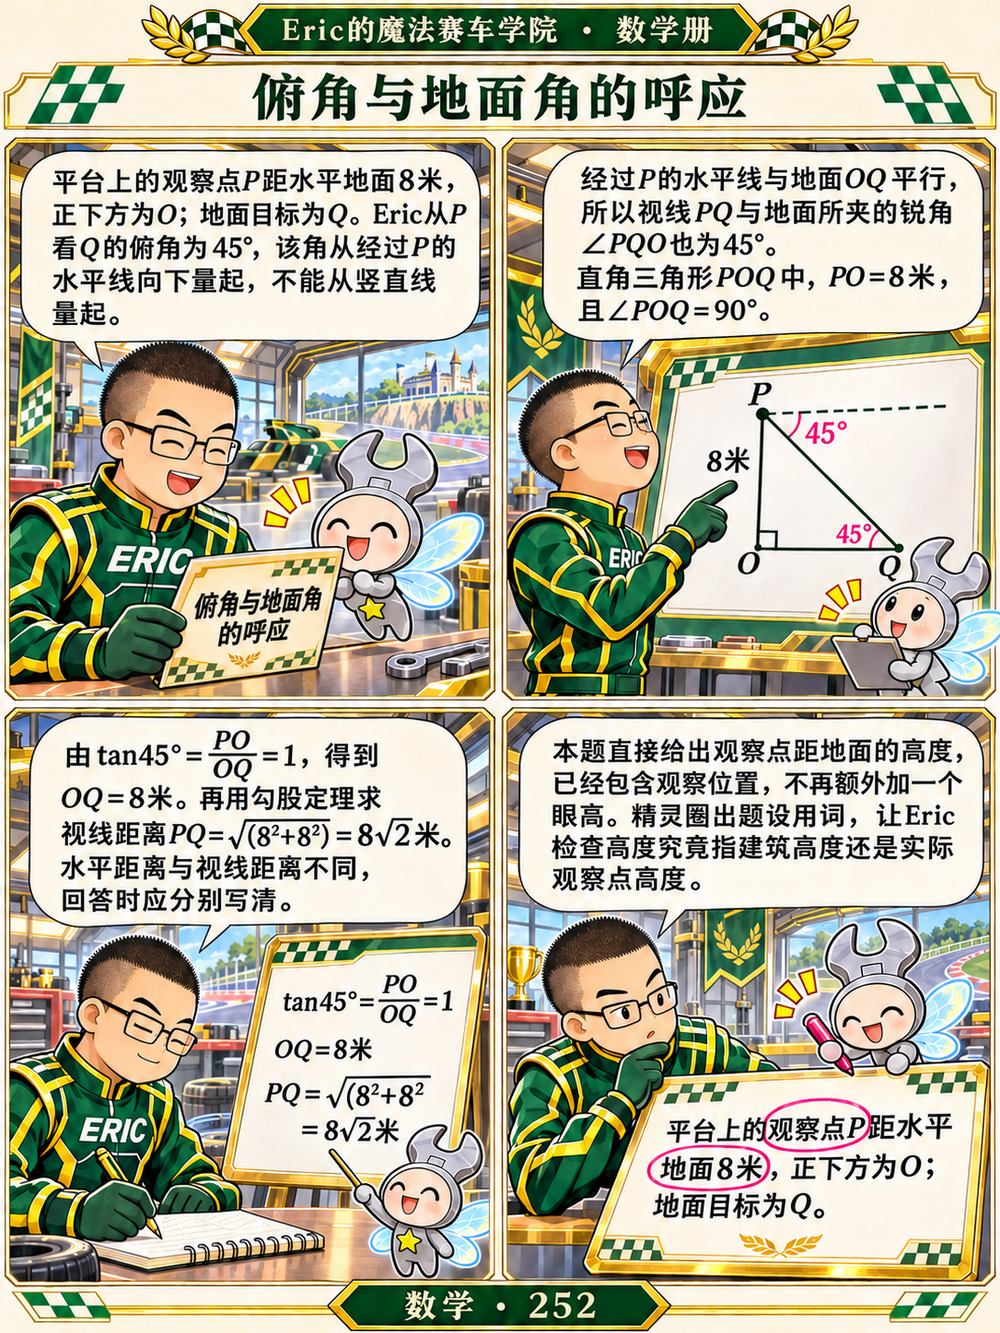 Eric的魔法赛车学院 · 数学册
俯角与地面角的呼应
平台上的观察点P距水平地面8米，
正下方为O；地面目标为Q。Eric从P
看Q的俯角为45°，该角从经过P的
水平线向下量起，不能从竖直线
量起。
ERIC
俯角与地面角
的呼应
经过P的水平线与地面OQ平行，
所以视线PQ与地面所夹的锐角
∠PQO也为45°。
直角三角形POQ中，PO=8米，
且∠POQ=90°。
P
45°
8米
45°
O
Q
ERIC
由tan45°=PO/OQ=1，得到
OQ=8米。再用勾股定理求
视线距离PQ=√(8²+8²)=8√2米。
水平距离与视线距离不同，
回答时应分别写清。
tan45°=PO/OQ=1
OQ=8米
PQ=√(8²+8²
=8√2米
ERIC
本题直接给出观察点距地面的高度，
已经包含观察位置，不再额外加一个
眼高。精灵圈出题设用词，让Eric
检查高度究竟指建筑高度还是实际
观察点高度。
平台上的观察点P距水平
地面8米，正下方为O；
地面目标为Q。
数学 · 252